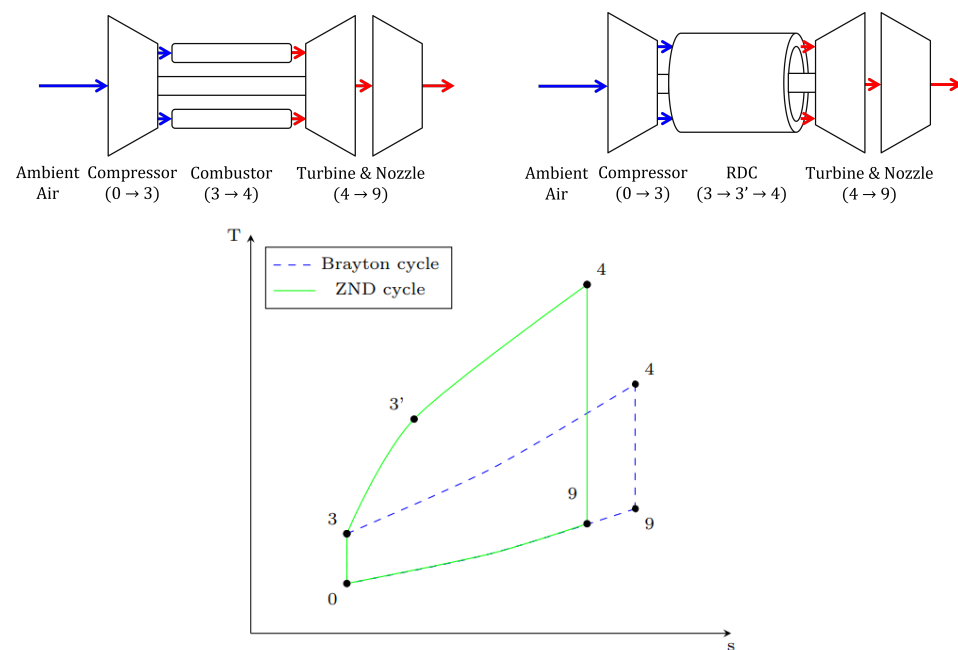 Ambient Air
Compressor (0 → 3)
Combustor (3 → 4)
Turbine & Nozzle (4 → 9)
Ambient Air
Compressor (0 → 3)
RDC (3 → 3’ → 4)
Turbine & Nozzle (4 → 9)
T
Brayton cycle
ZND cycle
4
4
3’
3
9
9
0
s